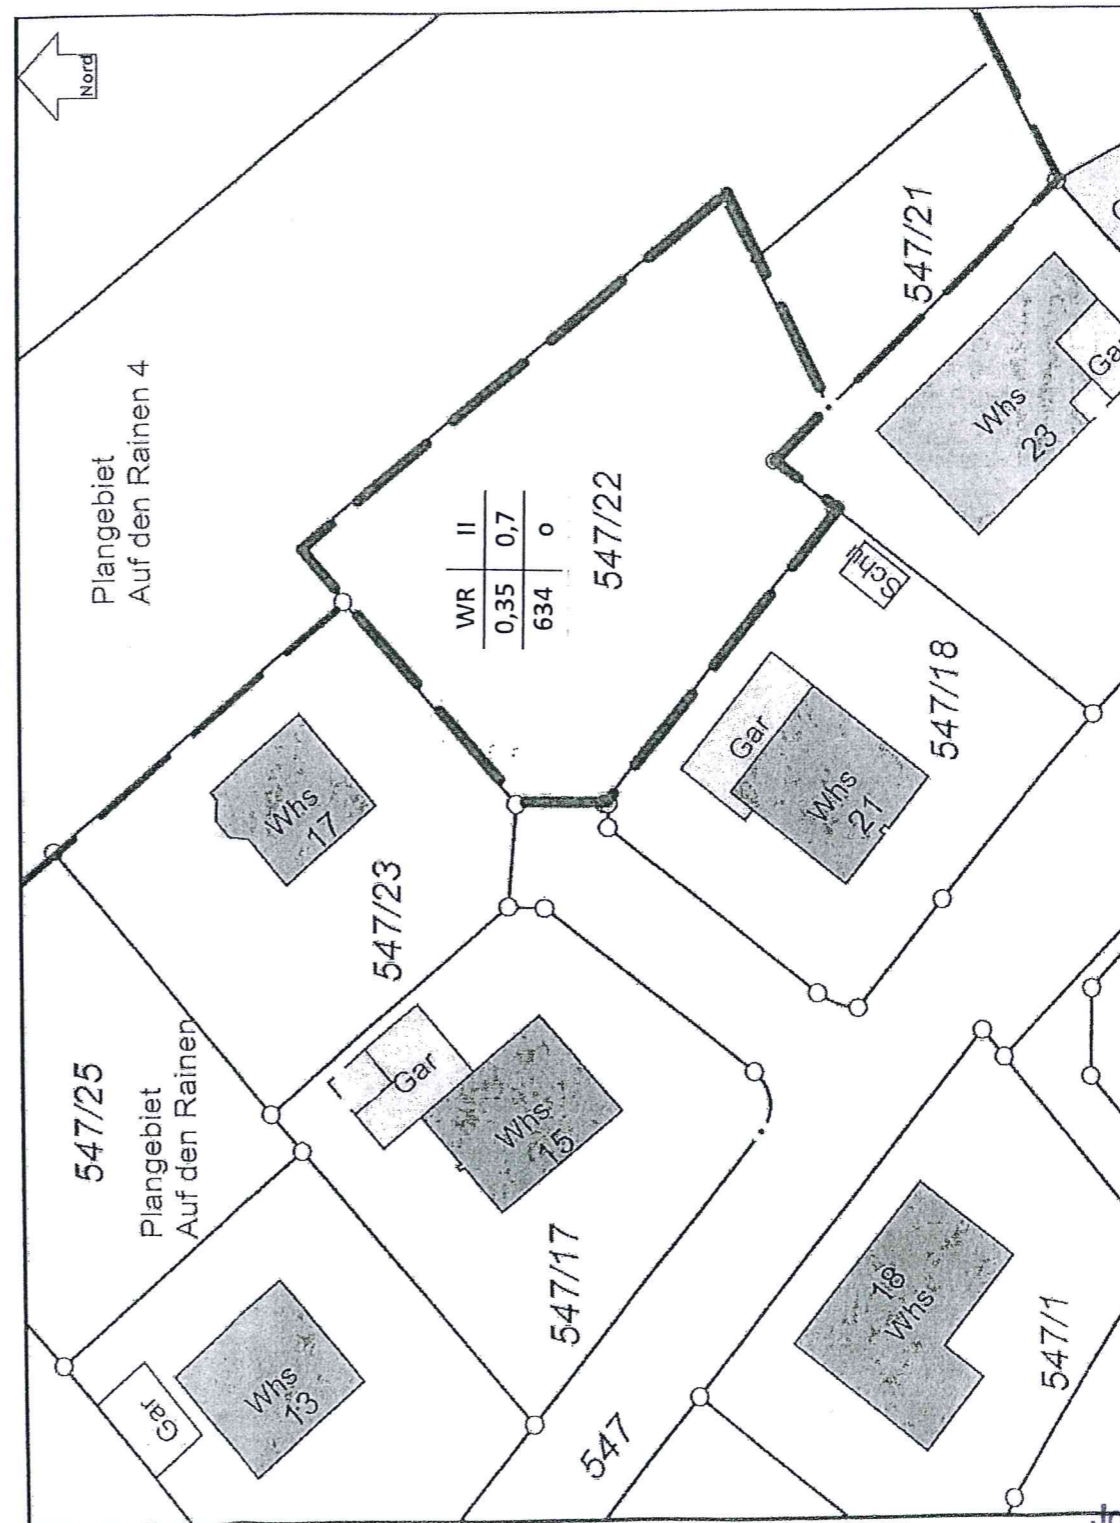 Nord
Plangebiet
Auf den Rainen 4
547/21
Whs
23
WR II
0,35 0,7
634 o
547/22
Schu
547/18
Gar
Whs
21
Whs
17
547/23
547/25
Plangebiet
Auf den Rainen
Gar
Whs
15
547/17
Gar
Whs
13
547
18
Whs
547/1